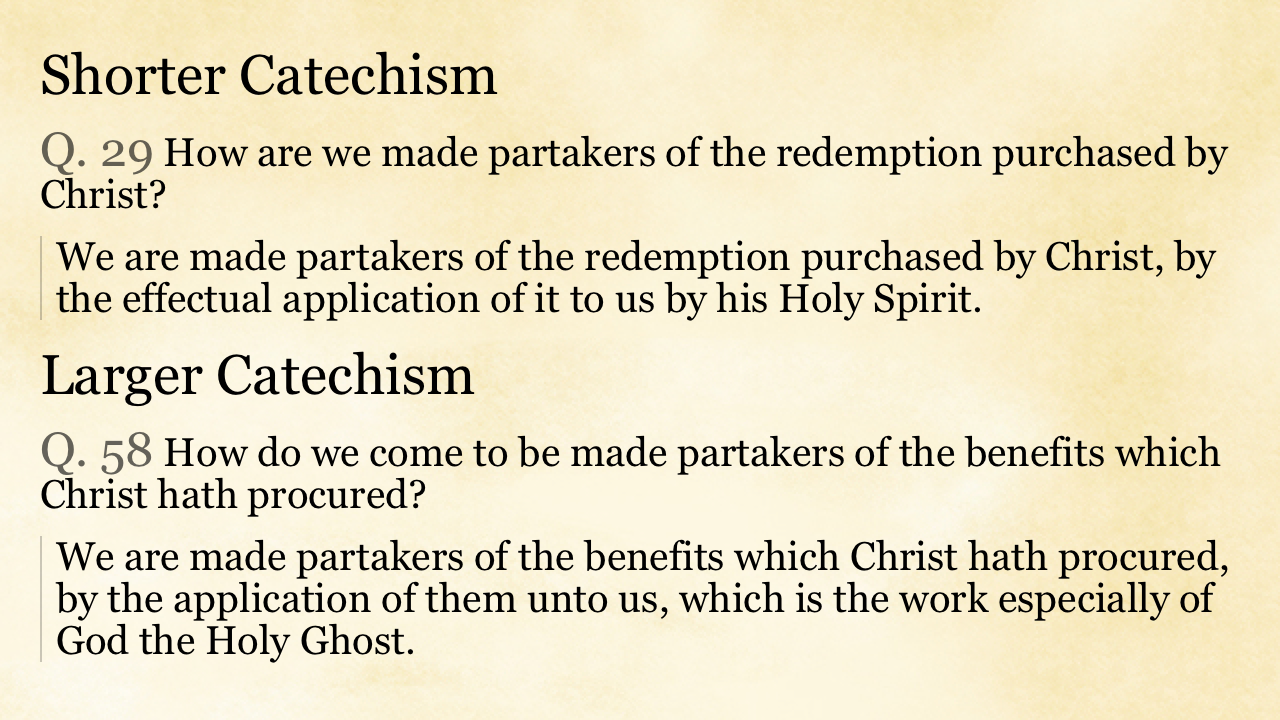 Shorter Catechism
Q. 29 How are we made partakers of the redemption purchased by
Christ?
We are made partakers of the redemption purchased by Christ, by
the effectual application of it to us by his Holy Spirit.
Larger Catechism
Q. 58 How do we come to be made partakers of the benefits which
Christ hath procured?
We are made partakers of the benefits which Christ hath procured,
by the application of them unto us, which is the work especially of
God the Holy Ghost.